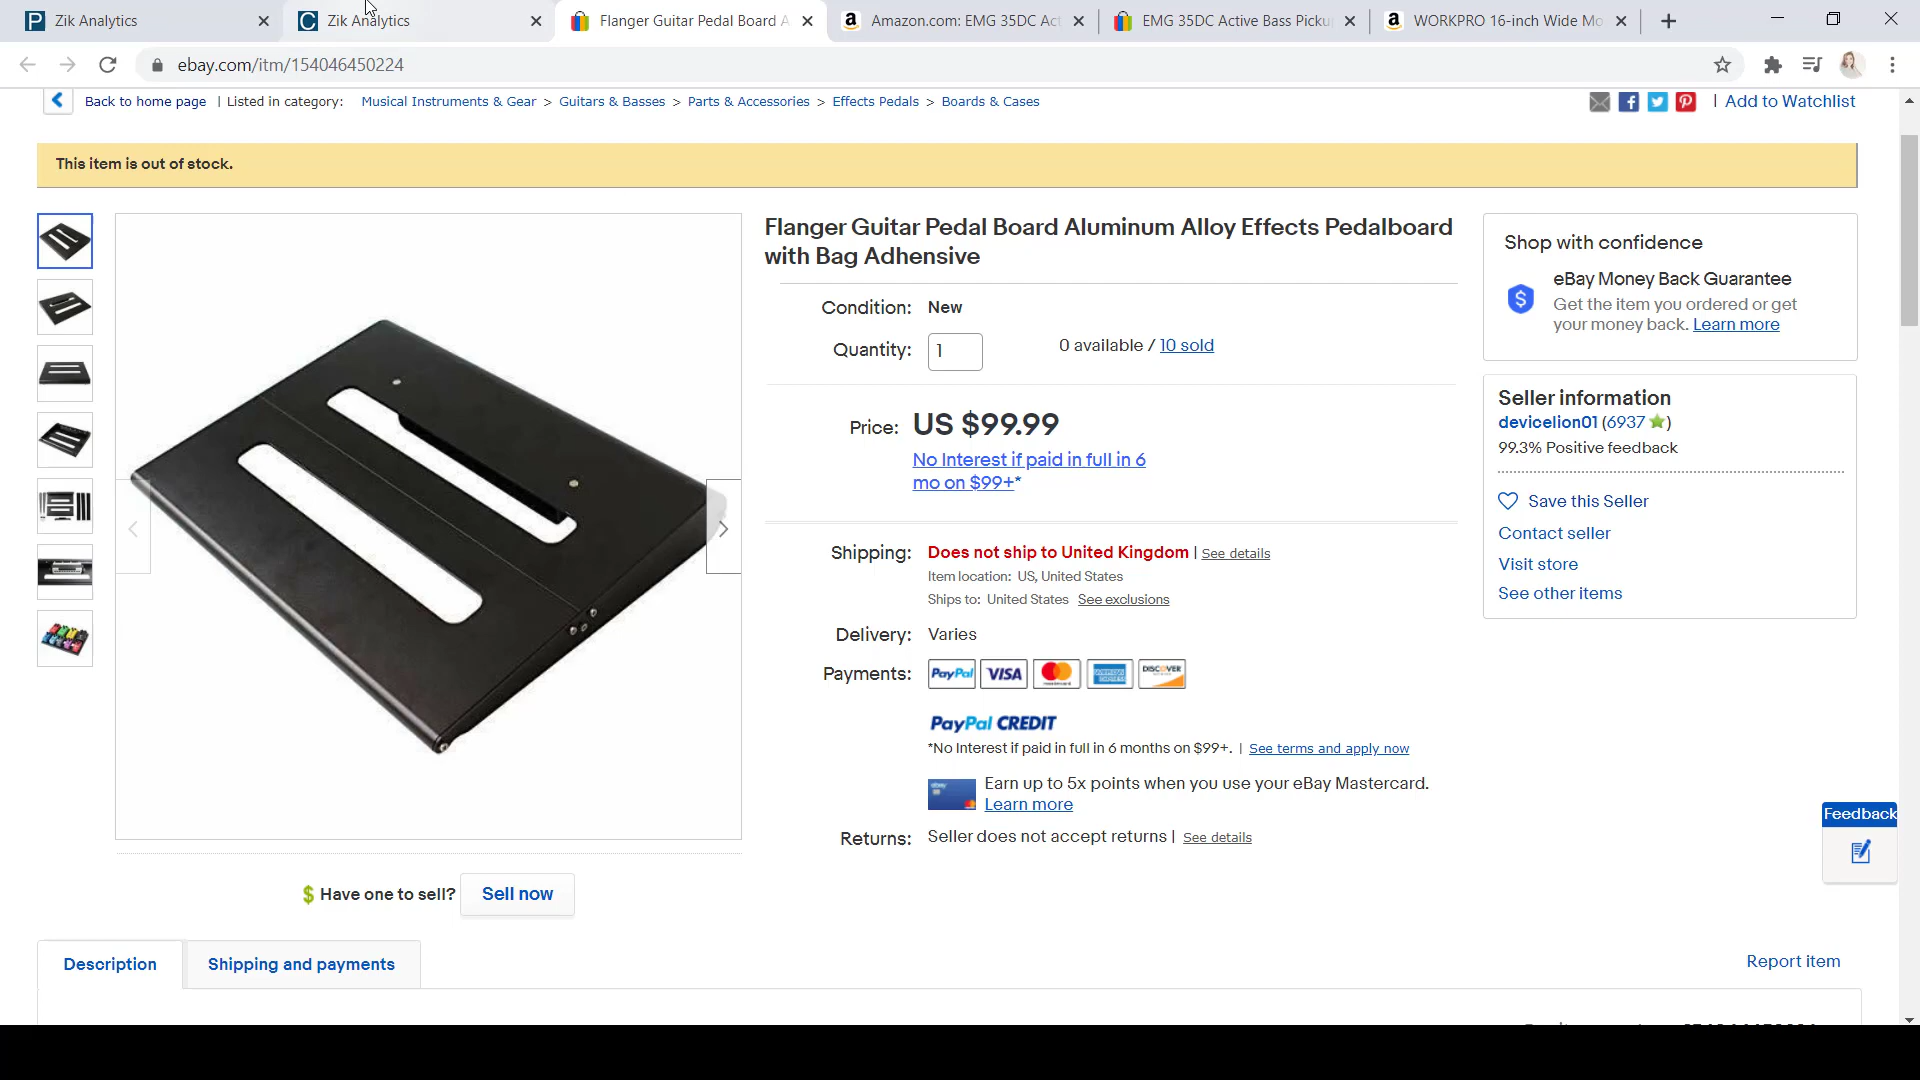 Zik Analytics
Zik Analytics
Flanger Guitar Pedal Board A
Amazon.com: EMG 35DC Act
EMG 35DC Active Bass Pickup
WORKPRO 16-inch Wide Mo
ebay.com/itm/154046450224
Back to home page | Listed in category: Musical Instruments & Gear > Guitars & Basses > Parts & Accessories > Effects Pedals > Boards & Cases
| Add to Watchlist
This item is out of stock.
Flanger Guitar Pedal Board Aluminum Alloy Effects Pedalboard
with Bag Adhensive
Condition: New
Quantity: 1 0 available / 10 sold
Price: US $99.99
No Interest if paid in full in 6
mo on $99+*
Shipping: Does not ship to United Kingdom | See details
Item location: US, United States
Ships to: United States See exclusions
Delivery: Varies
Payments: PayPal VISA MasterCard AMERICAN EXPRESS DISCOVER
PayPal CREDIT
*No Interest if paid in full in 6 months on $99+. | See terms and apply now
Earn up to 5x points when you use your eBay Mastercard.
Learn more
Returns: Seller does not accept returns | See details
Shop with confidence
eBay Money Back Guarantee
Get the item you ordered or get
your money back. Learn more
Seller information
devicelion01 (6937)
99.3% Positive feedback
Save this Seller
Contact seller
Visit store
See other items
Feedback
$ Have one to sell? Sell now
Description
Shipping and payments
Report item